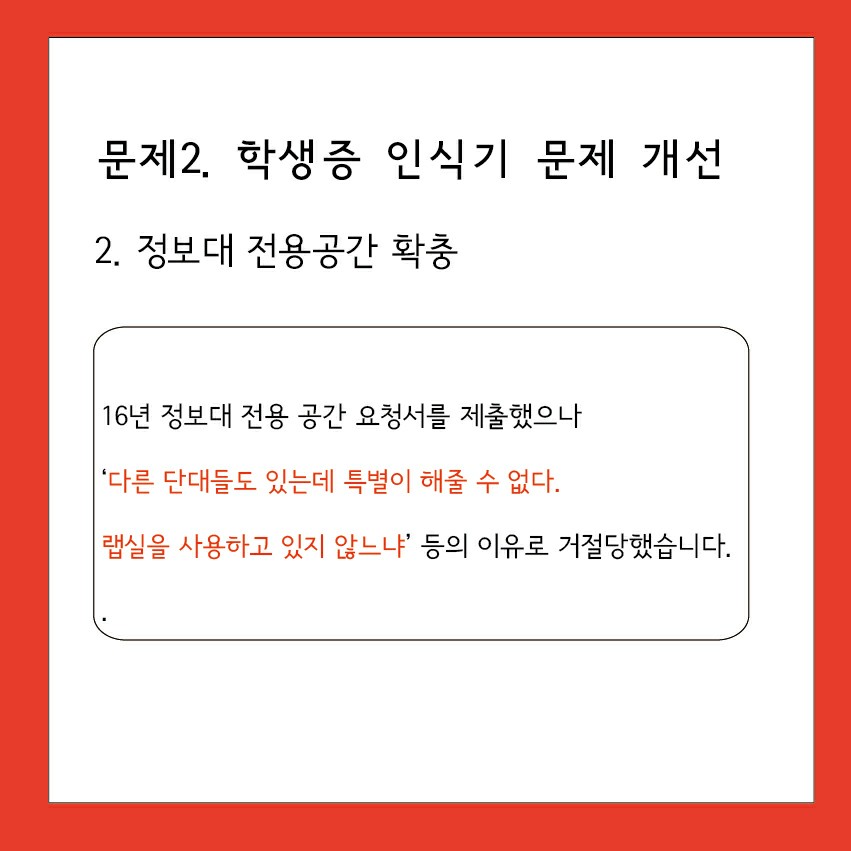 문제2. 학생증 인식기 문제 개선
2. 정보대 전용공간 확충
16년 정보대 전용 공간 요청서를 제출했으나
‘다른 단대들도 있는데 특별이 해줄 수 없다.
랩실을 사용하고 있지 않느냐’ 등의 이유로 거절당했습니다.
.